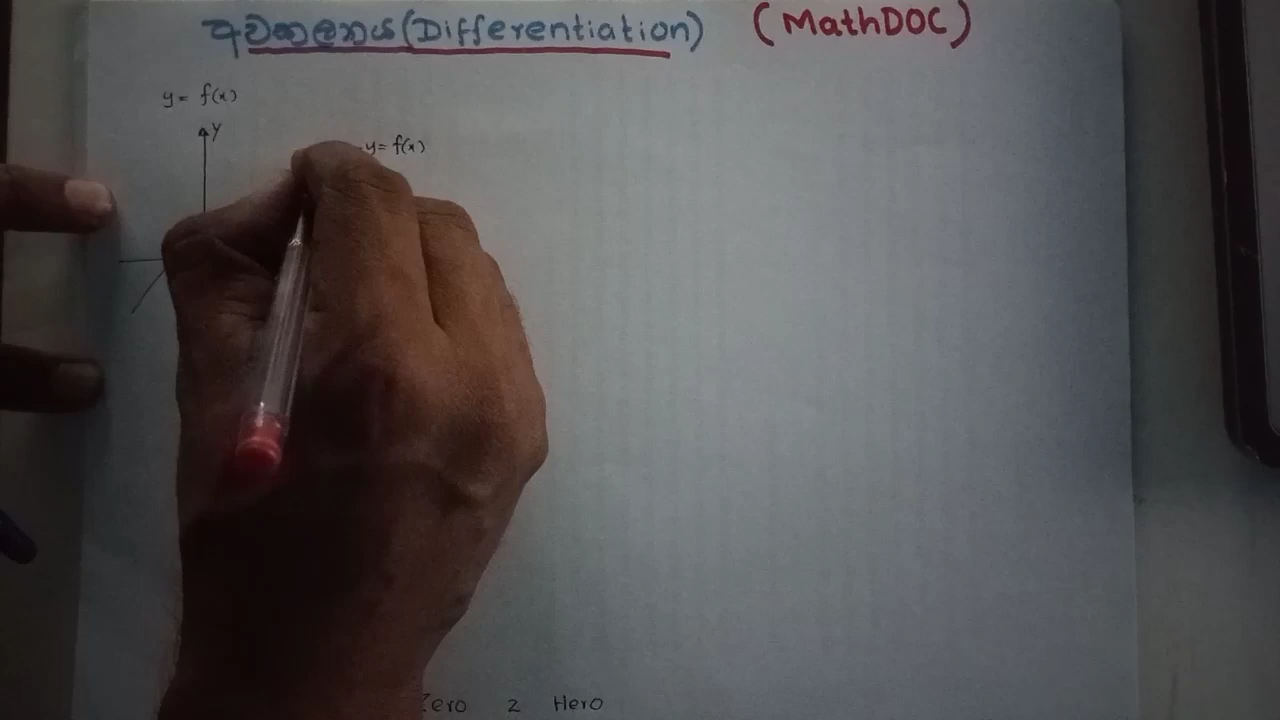 අවකලනය (Differentiation) (MathDOC)
y = f(x)
y
y = f(x)
Zero 2 Hero